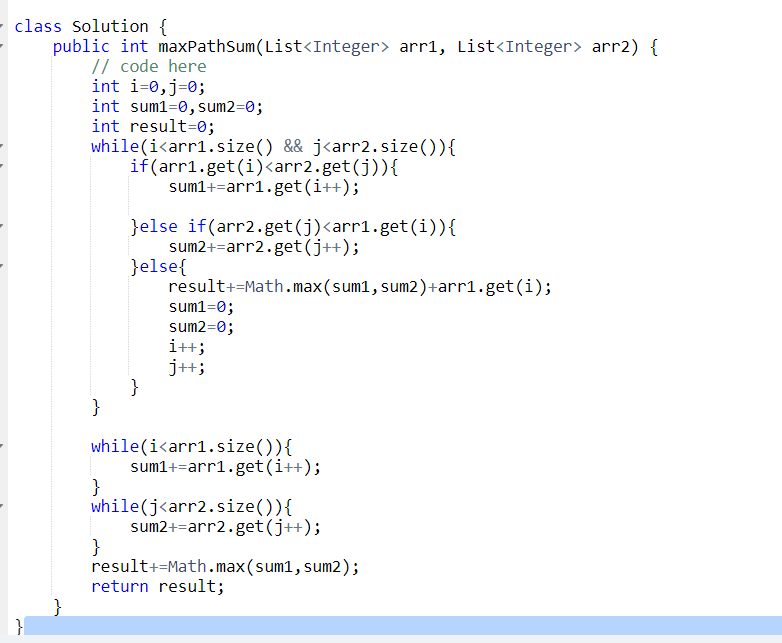 class Solution {
    public int maxPathSum(List<Integer> arr1, List<Integer> arr2) {
        // code here
        int i=0,j=0;
        int sum1=0,sum2=0;
        int result=0;
        while(i<arr1.size() && j<arr2.size()){
            if(arr1.get(i)<arr2.get(j)){
                sum1+=arr1.get(i++);
            }else if(arr2.get(j)<arr1.get(i)){
                sum2+=arr2.get(j++);
            }else{
                result+=Math.max(sum1,sum2)+arr1.get(i);
                sum1=0;
                sum2=0;
                i++;
                j++;
            }
        }
        while(i<arr1.size()){
            sum1+=arr1.get(i++);
        }
        while(j<arr2.size()){
            sum2+=arr2.get(j++);
        }
        result+=Math.max(sum1,sum2);
        return result;
    }
}